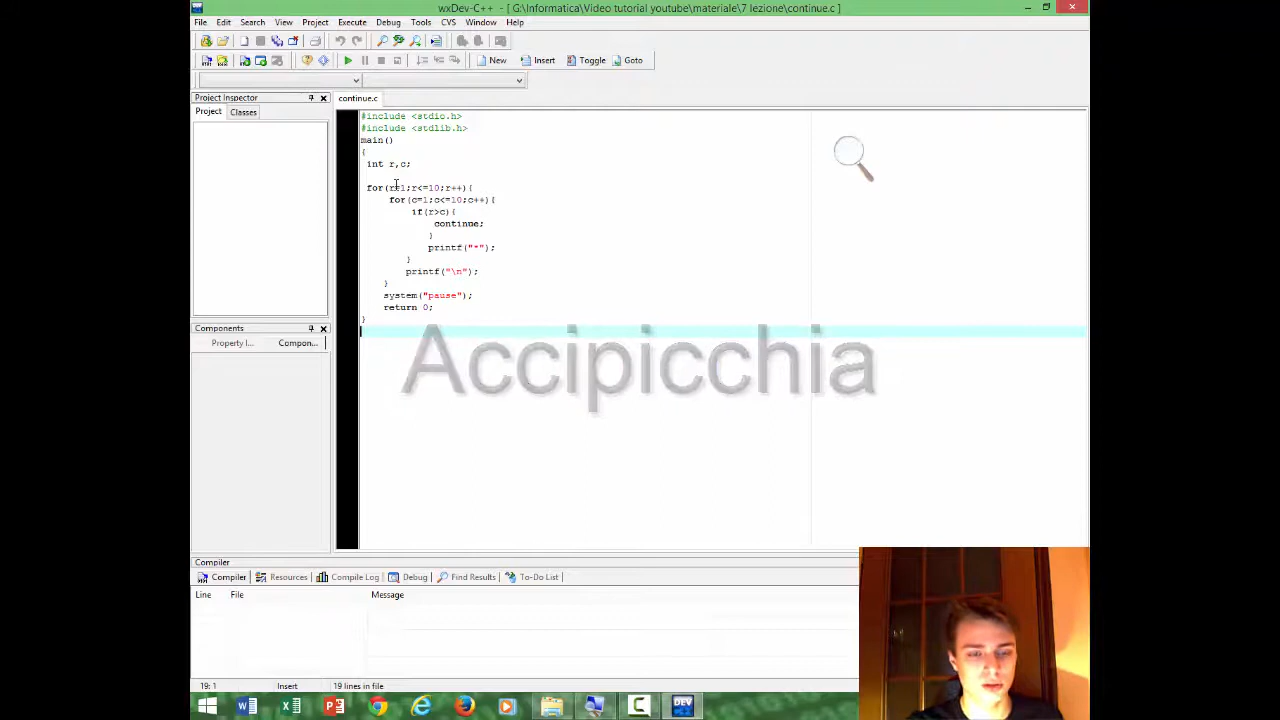 wxDev-C++ - [ G:\Informatica\Video tutorial youtube\materiale\7 lezione\continue.c ]
File Edit Search View Project Execute Debug Tools CVS Window Help
New Insert Toggle Goto
Project Inspector
Project Classes
continue.c
#include <stdio.h>
#include <stdlib.h>
main()
{
int r,c;
for(r=1;r<=10;r++){
for(c=1;c<=10;c++){
if(r>c){
continue;
}
printf("*");
}
printf("\n");
}
system("pause");
return 0;
}
Components
Property I... Compon...
Accipicchia
Compiler
Compiler Resources Compile Log Debug Find Results To-Do List
Line File Message
19: 1 Insert 19 lines in file
DEV